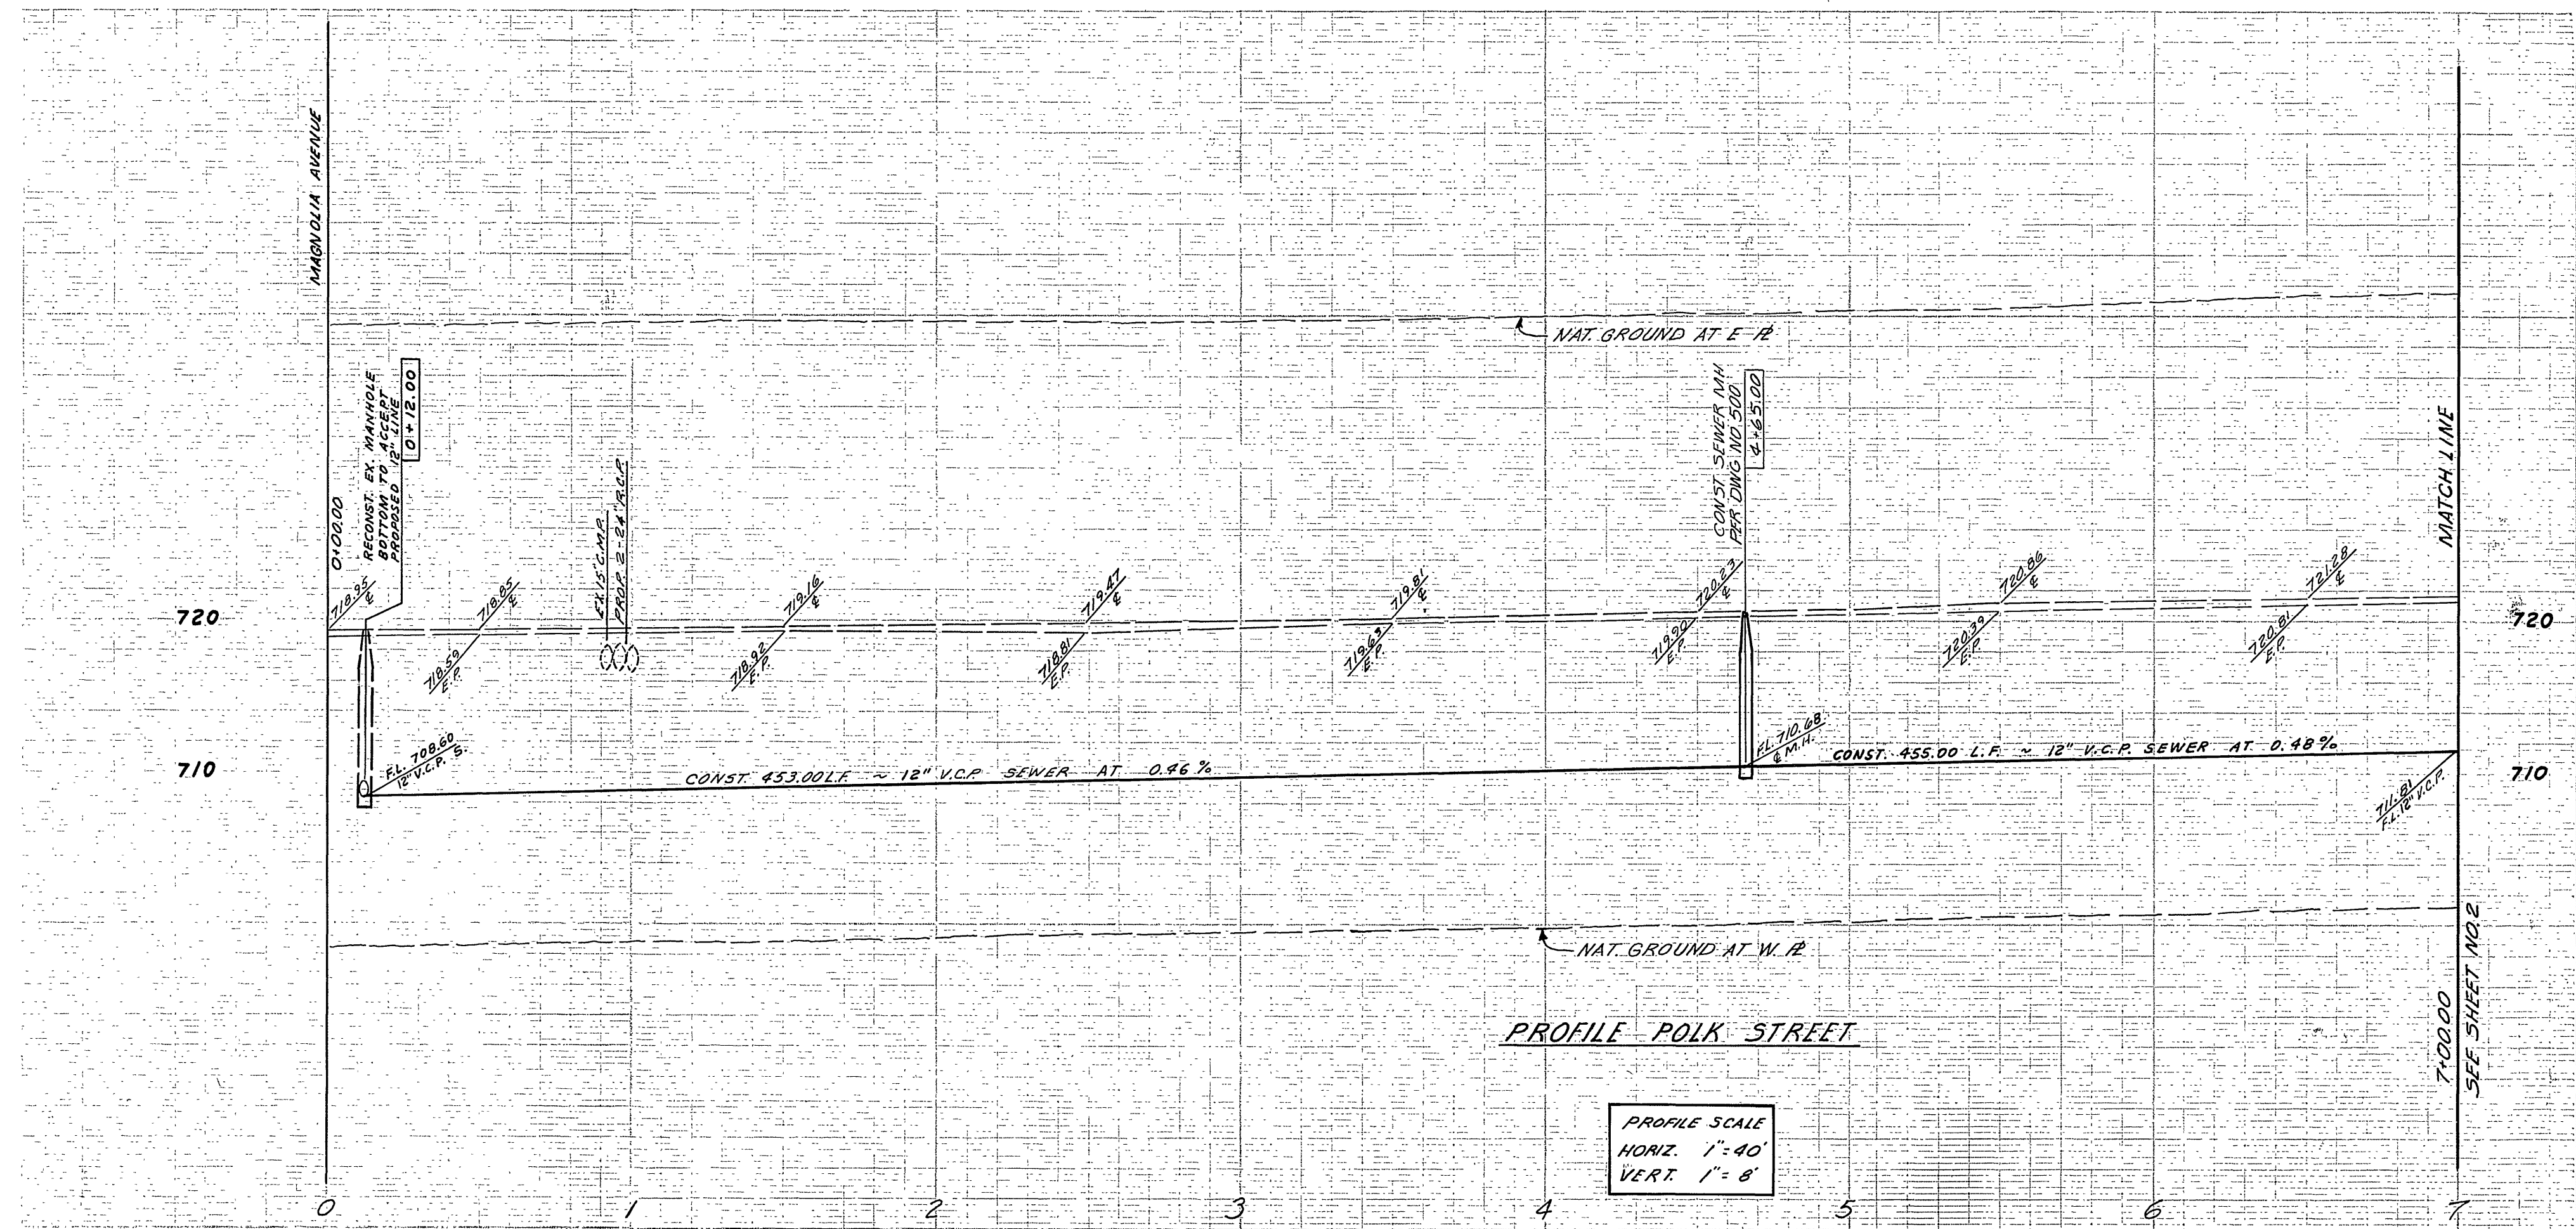 MAGNOLIA AVENUE
NAT. GROUND AT E ⅊
RECONST. EX. MANHOLE
BOTTOM TO ACCEPT
PROPOSED 12" LINE
0+12.00
0+00.00
CONST. SEWER MH
PER DWG NO. 500
4+65.00
MATCH LINE
EX. 15" C.M.P.
PROP. 2-24" R.C.P.
718.95
℄
718.85
℄
719.16
℄
719.47
℄
719.81
℄
720.23
℄
720.86
℄
721.28
℄
720
720
718.59
E.P.
718.92
E.P.
718.81
E.P.
719.63
E.P.
719.90
E.P.
720.39
E.P.
720.81
E.P.
710
F.L. 708.60
12" V.C.P. S.
CONST. 453.00 L.F. ~ 12" V.C.P. SEWER AT 0.46 %
F.L. 710.68
℄ M.H.
CONST. 455.00 L.F. ~ 12" V.C.P. SEWER AT 0.48 %
711.81
F.L. 12" V.C.P.
710
NAT. GROUND AT W. ⅊
7+00.00
SEE SHEET NO. 2
PROFILE POLK STREET
PROFILE SCALE
HORIZ. 1"=40'
VERT. 1"=8'
0 1 2 3 4 5 6 7